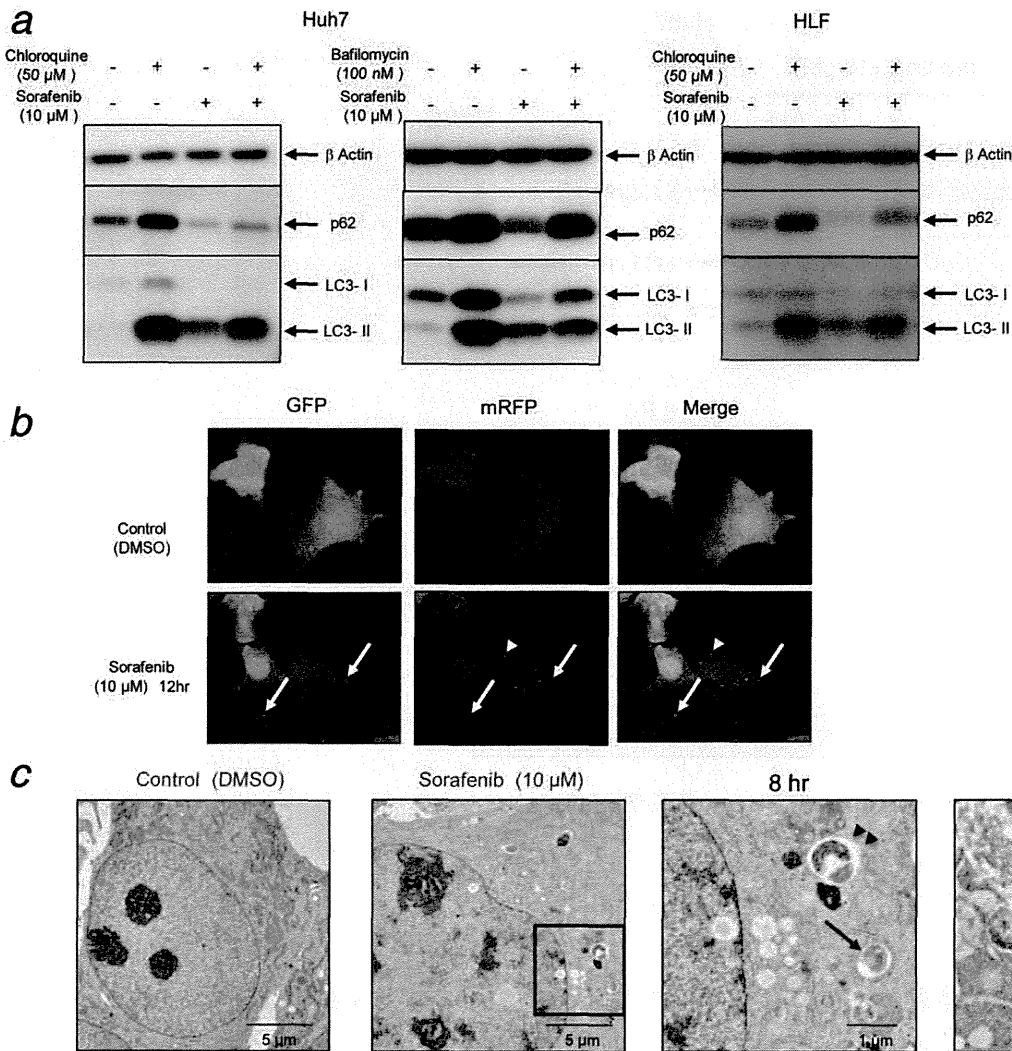 a
Huh7
HLF
Chloroquine
(50 µM )
- + - +
Sorafenib
(10 µM)
- - + +
β Actin
p62
LC3- I
LC3- II
Bafilomycin
(100 nM)
- + - +
Sorafenib
(10 µM)
- - + +
β Actin
p62
LC3- I
LC3- II
Chloroquine
(50 µM )
- + - +
Sorafenib
(10 µM)
- - + +
β Actin
p62
LC3- I
LC3- II
b
GFP
mRFP
Merge
Control
(DMSO)
Sorafenib
(10 µM) 12hr
c
Control (DMSO)
Sorafenib (10 µM)
8 hr
5 µm
5 µm
1 µm